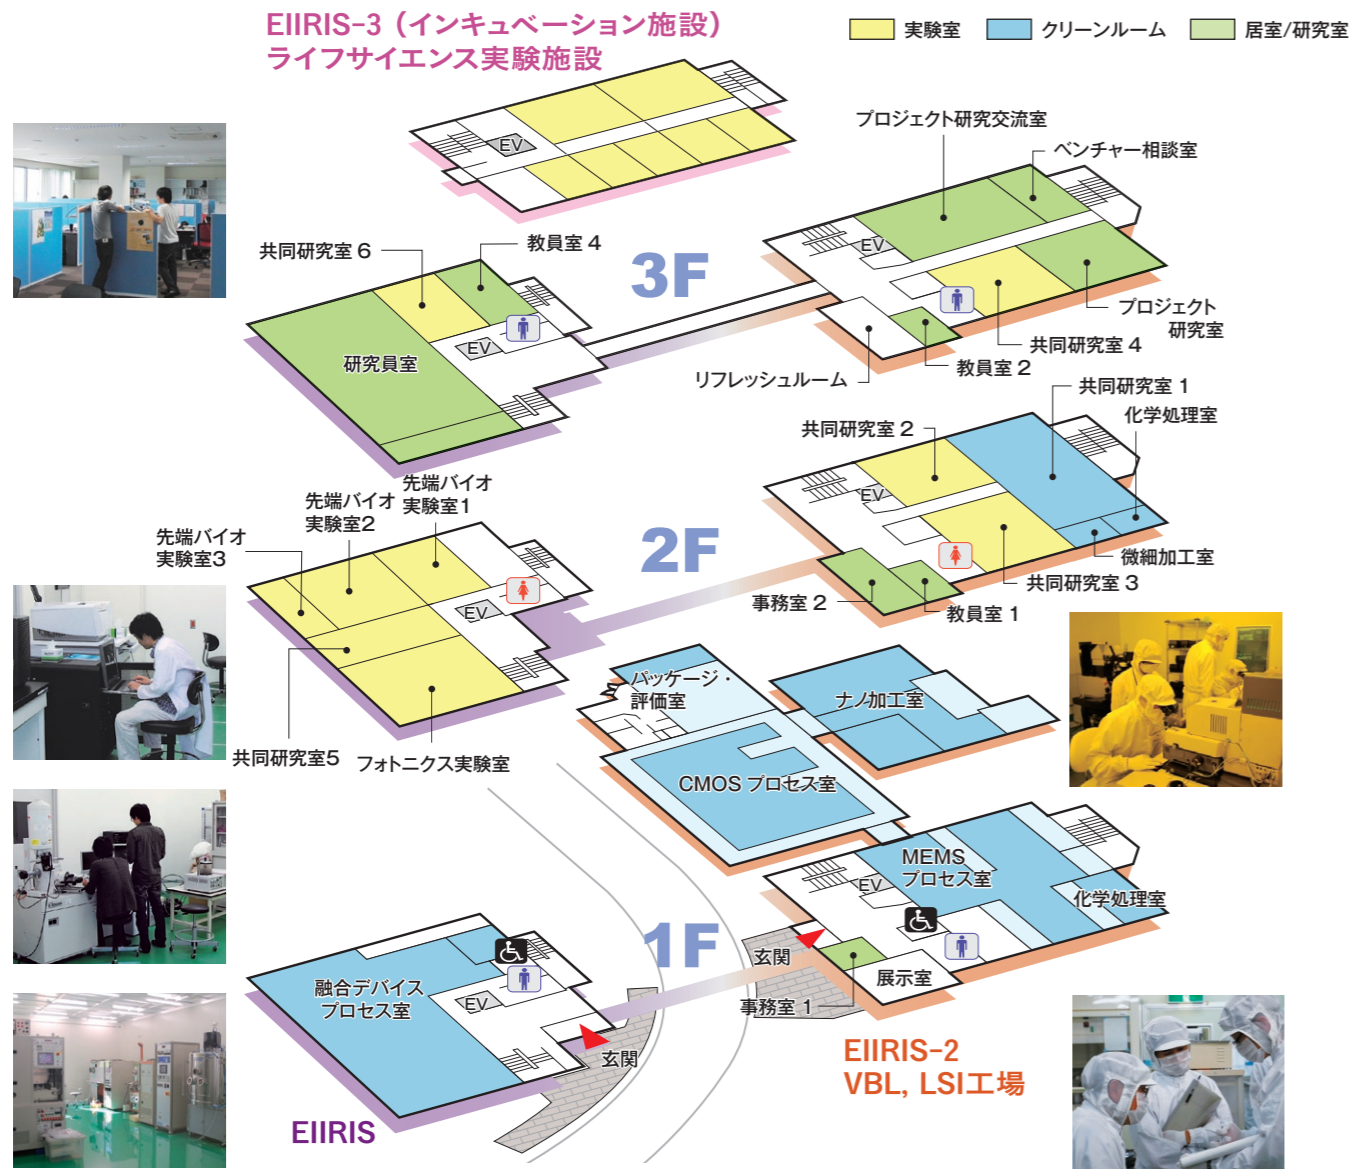 EIIRIS-3（インキュベーション施設）
ライフサイエンス実験施設
実験室
クリーンルーム
居室/研究室
EV
プロジェクト研究交流室
ベンチャー相談室
共同研究室 6
教員室 4
3F
EV
研究員室
EV
プロジェクト
研究室
共同研究室 4
教員室 2
リフレッシュルーム
共同研究室 1
化学処理室
共同研究室 2
先端バイオ
実験室1
先端バイオ
実験室2
先端バイオ
実験室3
2F
EV
EV
微細加工室
共同研究室 3
事務室 2
教員室 1
共同研究室5
フォトニクス実験室
パッケージ・
評価室
ナノ加工室
CMOS プロセス室
MEMS
プロセス室
EV
化学処理室
1F
玄関
展示室
事務室 1
融合デバイス
プロセス室
EV
玄関
EIIRIS
EIIRIS-2
VBL, LSI工場